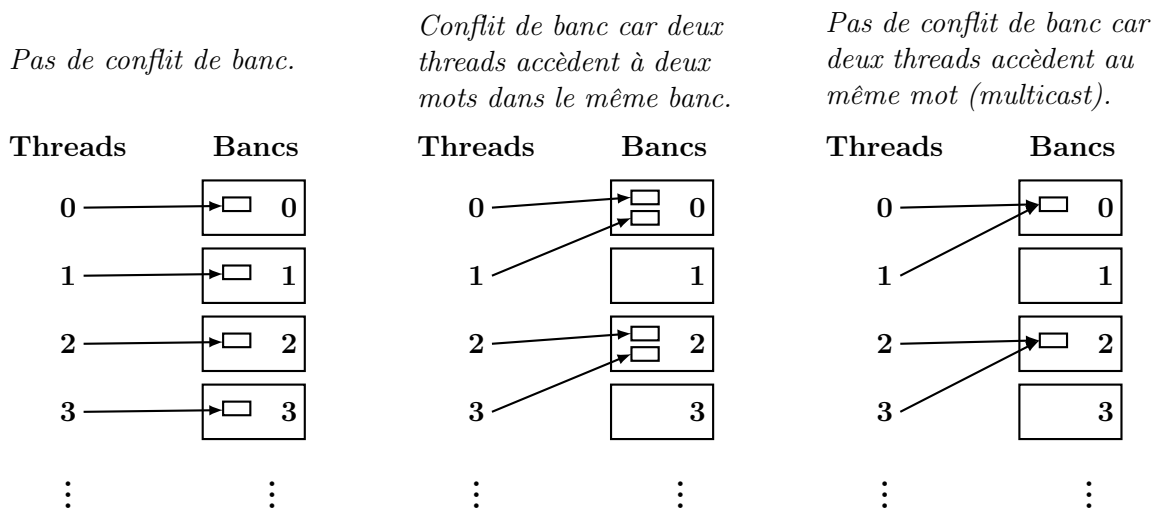 Pas de conflit de banc.
Threads Bancs
0 0
1 1
2 2
3 3
⋮ ⋮
Conflit de banc car deux
threads accèdent à deux
mots dans le même banc.
Threads Bancs
0 0
1 1
2 2
3 3
⋮ ⋮
Pas de conflit de banc car
deux threads accèdent au
même mot (multicast).
Threads Bancs
0 0
1 1
2 2
3 3
⋮ ⋮